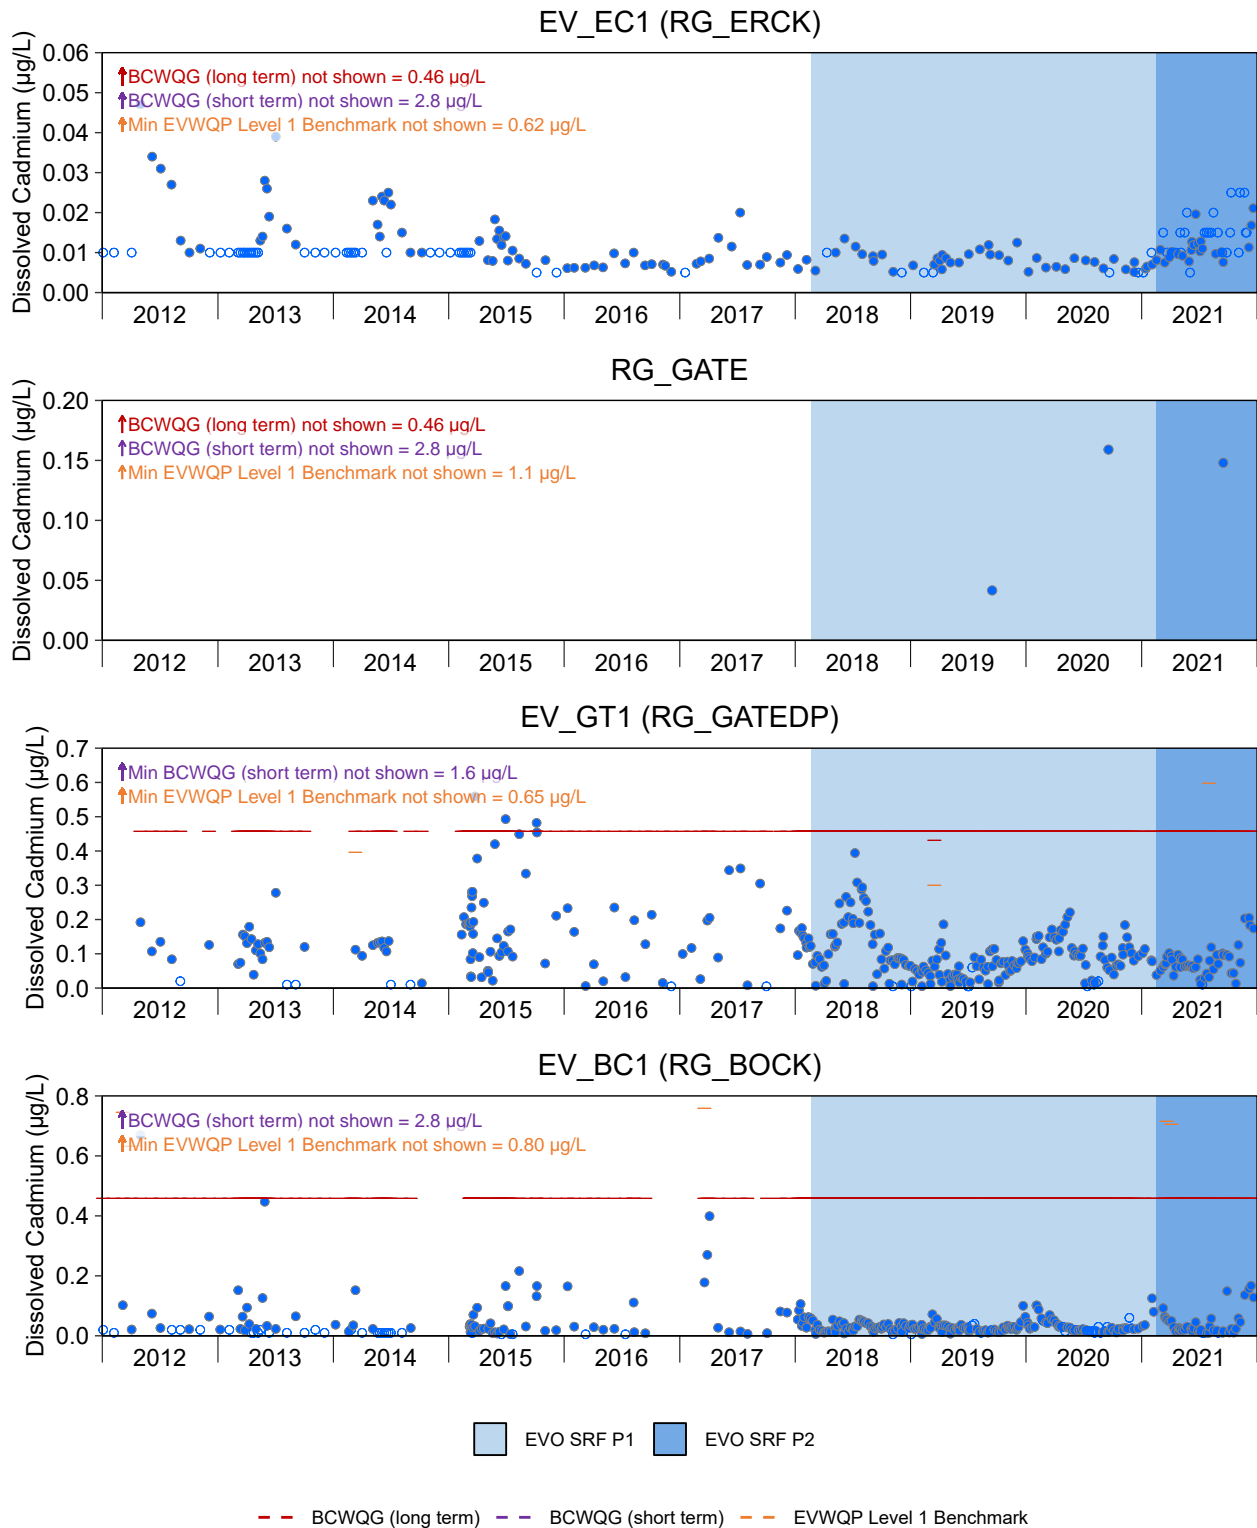 EV_EC1 (RG_ERCK)
Dissolved Cadmium (µg/L)
0.06
0.05
0.04
0.03
0.02
0.01
0.00
BCWQG (long term) not shown = 0.46 µg/L
BCWQG (short term) not shown = 2.8 µg/L
Min EVWQP Level 1 Benchmark not shown = 0.62 µg/L
2012 2013 2014 2015 2016 2017 2018 2019 2020 2021
RG_GATE
Dissolved Cadmium (µg/L)
0.20
0.15
0.10
0.05
0.00
BCWQG (long term) not shown = 0.46 µg/L
BCWQG (short term) not shown = 2.8 µg/L
Min EVWQP Level 1 Benchmark not shown = 1.1 µg/L
2012 2013 2014 2015 2016 2017 2018 2019 2020 2021
EV_GT1 (RG_GATEDP)
Dissolved Cadmium (µg/L)
0.7
0.6
0.5
0.4
0.3
0.2
0.1
0.0
Min BCWQG (short term) not shown = 1.6 µg/L
Min EVWQP Level 1 Benchmark not shown = 0.65 µg/L
2012 2013 2014 2015 2016 2017 2018 2019 2020 2021
EV_BC1 (RG_BOCK)
Dissolved Cadmium (µg/L)
0.8
0.6
0.4
0.2
0.0
BCWQG (short term) not shown = 2.8 µg/L
Min EVWQP Level 1 Benchmark not shown = 0.80 µg/L
2012 2013 2014 2015 2016 2017 2018 2019 2020 2021
EVO SRF P1 EVO SRF P2
BCWQG (long term) BCWQG (short term) EVWQP Level 1 Benchmark